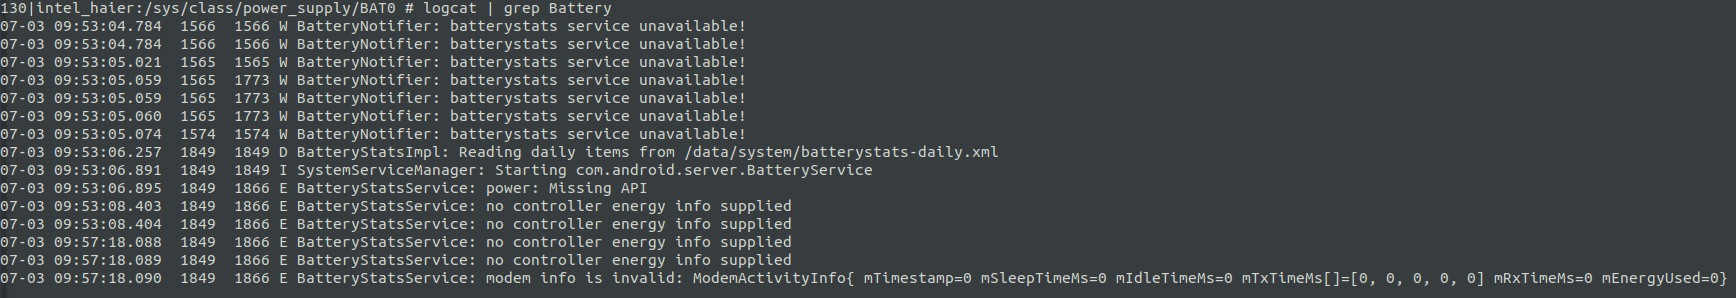 130|intel_haier:/sys/class/power_supply/BAT0 # logcat | grep Battery
07-03 09:53:04.784  1566  1566 W BatteryNotifier: batterystats service unavailable!
07-03 09:53:04.784  1566  1566 W BatteryNotifier: batterystats service unavailable!
07-03 09:53:05.021  1565  1565 W BatteryNotifier: batterystats service unavailable!
07-03 09:53:05.059  1565  1773 W BatteryNotifier: batterystats service unavailable!
07-03 09:53:05.059  1565  1773 W BatteryNotifier: batterystats service unavailable!
07-03 09:53:05.060  1565  1773 W BatteryNotifier: batterystats service unavailable!
07-03 09:53:05.074  1574  1574 W BatteryNotifier: batterystats service unavailable!
07-03 09:53:06.257  1849  1849 D BatteryStatsImpl: Reading daily items from /data/system/batterystats-daily.xml
07-03 09:53:06.891  1849  1849 I SystemServiceManager: Starting com.android.server.BatteryService
07-03 09:53:06.895  1849  1866 E BatteryStatsService: power: Missing API
07-03 09:53:08.403  1849  1866 E BatteryStatsService: no controller energy info supplied
07-03 09:53:08.404  1849  1866 E BatteryStatsService: no controller energy info supplied
07-03 09:57:18.088  1849  1866 E BatteryStatsService: no controller energy info supplied
07-03 09:57:18.089  1849  1866 E BatteryStatsService: no controller energy info supplied
07-03 09:57:18.090  1849  1866 E BatteryStatsService: modem info is invalid: ModemActivityInfo{ mTimestamp=0 mSleepTimeMs=0 mIdleTimeMs=0 mTxTimeMs[]=[0, 0, 0, 0, 0] mRxTimeMs=0 mEnergyUsed=0}